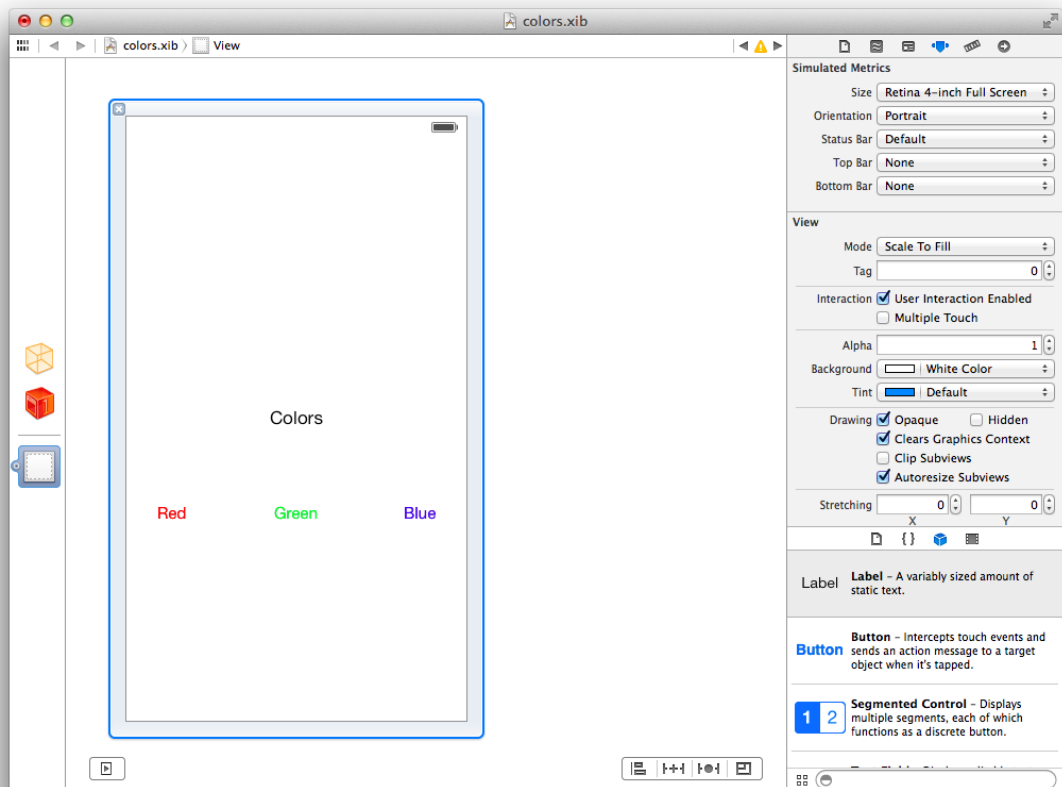 colors.xib
colors.xib View
Simulated Metrics
Size Retina 4-inch Full Screen
Orientation Portrait
Status Bar Default
Top Bar None
Bottom Bar None
View
Mode Scale To Fill
Tag 0
Interaction User Interaction Enabled
Multiple Touch
Alpha 1
Background White Color
Tint Default
Drawing Opaque Hidden
Clears Graphics Context
Clip Subviews
Autoresize Subviews
Stretching 0 0
X Y
Colors
Red Green Blue
{ }
Label Label – A variably sized amount of
static text.
Button Button – Intercepts touch events and
sends an action message to a target
object when it's tapped.
1 2 Segmented Control – Displays
multiple segments, each of which
functions as a discrete button.